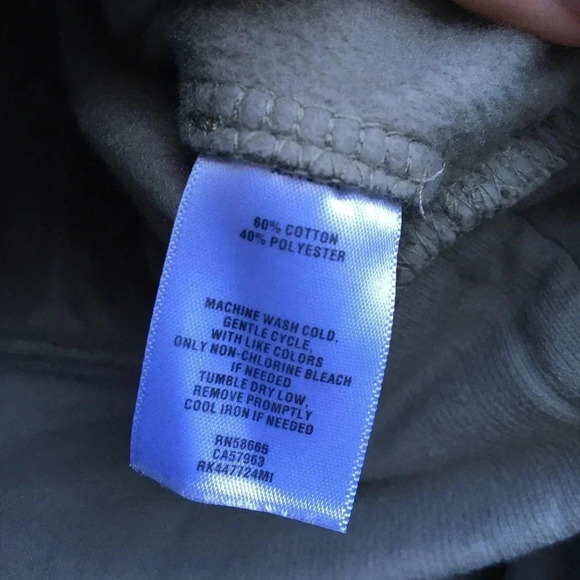 60% COTTON
40% POLYESTER
MACHINE WASH COLD,
GENTLE CYCLE,
WITH LIKE COLORS
ONLY NON-CHLORINE BLEACH
IF NEEDED
TUMBLE DRY LOW,
REMOVE PROMPTLY
COOL IRON IF NEEDED
RN58665
CA57963
RK447724MI